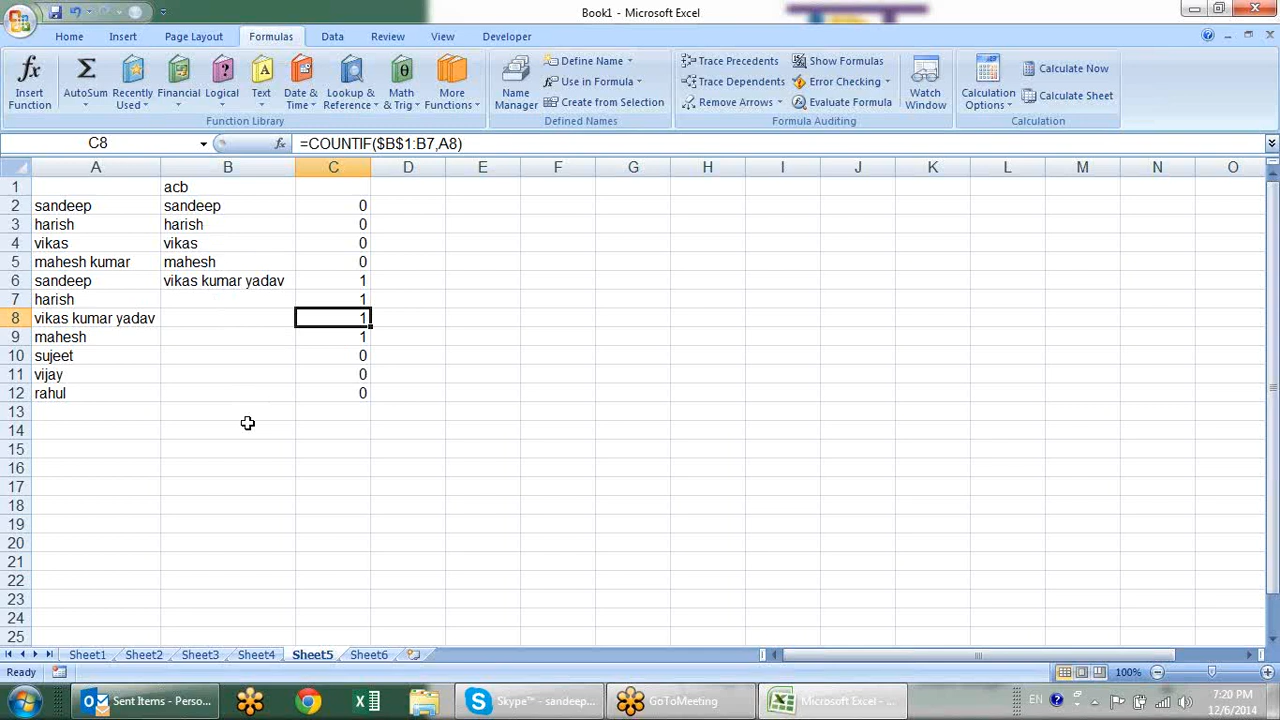 Book1 - Microsoft Excel
Home Insert Page Layout Formulas Data Review View Developer
Insert Function
AutoSum
Recently Used
Financial
Logical
Text
Date & Time
Lookup & Reference
Math & Trig
More Functions
Function Library
Name Manager
Define Name
Use in Formula
Create from Selection
Defined Names
Trace Precedents
Trace Dependents
Remove Arrows
Show Formulas
Error Checking
Evaluate Formula
Formula Auditing
Watch Window
Calculation Options
Calculate Now
Calculate Sheet
Calculation
C8 fx =COUNTIF($B$1:B7,A8)
A B C D E F G H I J K L M N O
1 acb
2 sandeep sandeep 0
3 harish harish 0
4 vikas vikas 0
5 mahesh kumar mahesh 0
6 sandeep vikas kumar yadav 1
7 harish 1
8 vikas kumar yadav 1
9 mahesh 1
10 sujeet 0
11 vijay 0
12 rahul 0
13
14
15
16
17
18
19
20
21
22
23
24
25
Sheet1 Sheet2 Sheet3 Sheet4 Sheet5 Sheet6
Ready 100%
Sent Items - Perso... Skype™ - sandeep... GoToMeeting Microsoft Excel - ... EN 7:20 PM
12/6/2014